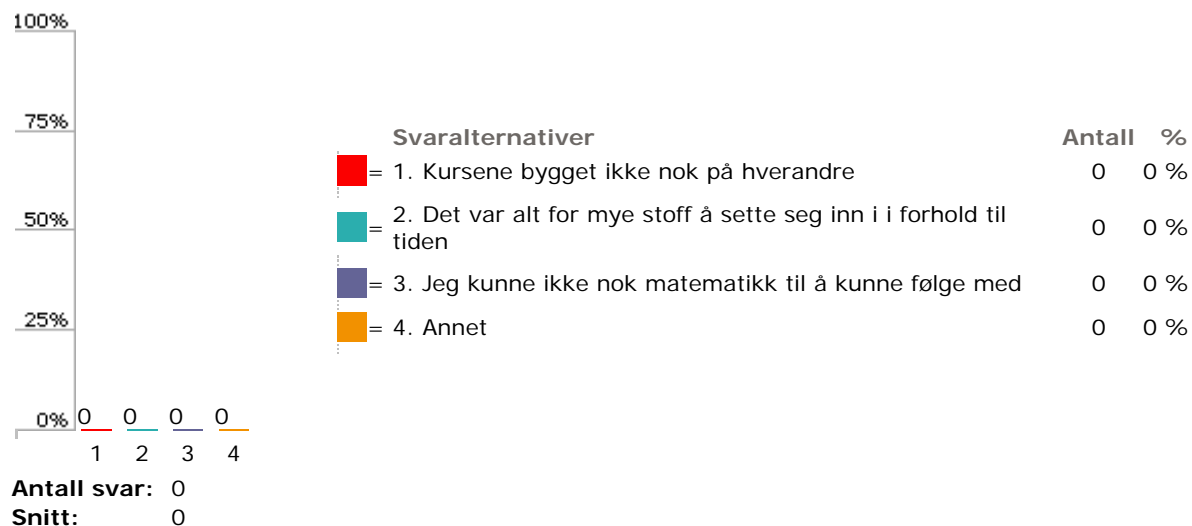 100%
75%
50%
25%
0%
0 0 0 0
1 2 3 4
Antall svar: 0
Snitt: 0
Svaralternativer Antall %
= 1. Kursene bygget ikke nok på hverandre 0 0 %
= 2. Det var alt for mye stoff å sette seg inn i i forhold til
tiden 0 0 %
= 3. Jeg kunne ikke nok matematikk til å kunne følge med 0 0 %
= 4. Annet 0 0 %